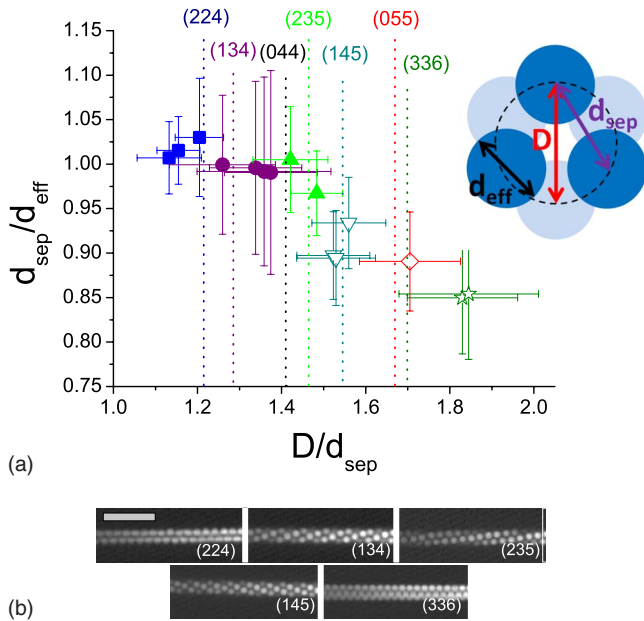 (224) (235) (055)
(134) (044) (145) (336)
1.15
1.10
1.05
1.00
0.95
0.90
0.85
0.80
0.75
d_sep/d_eff
D
d_sep
d_eff
1.0 1.2 1.4 1.6 1.8 2.0
D/d_sep
(a)
(224) (134) (235)
(145) (336)
(b)